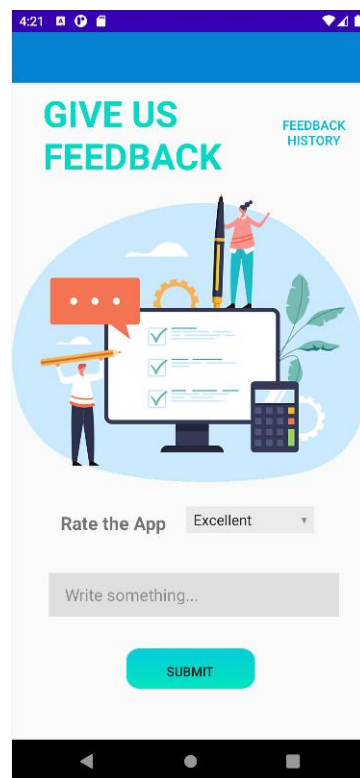 4:21
GIVE US
FEEDBACK
FEEDBACK
HISTORY
Rate the App
Excellent
Write something...
SUBMIT